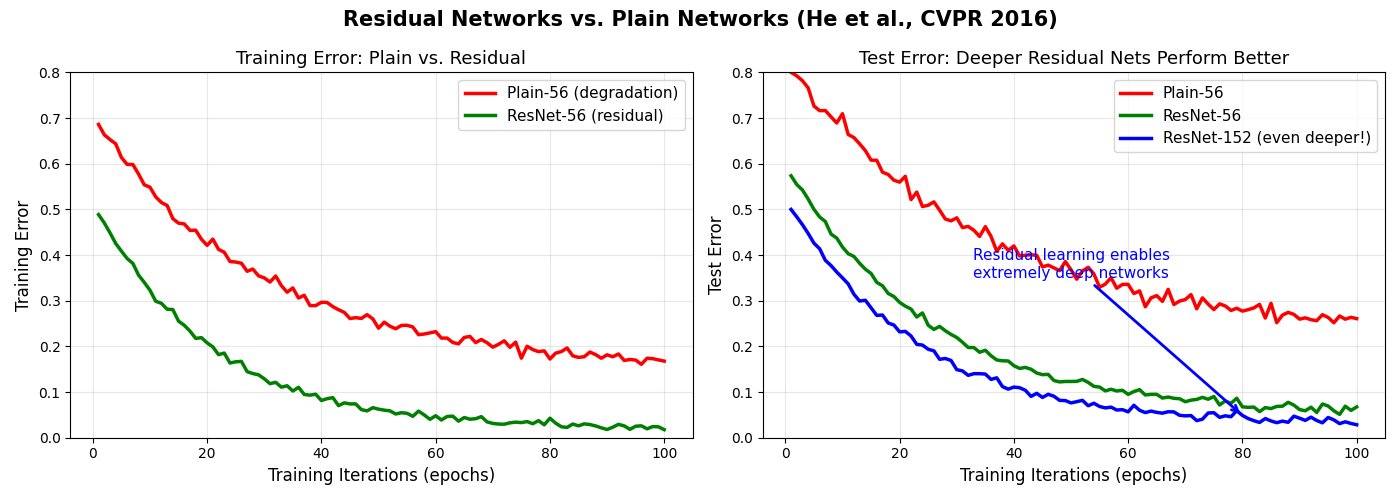 Residual Networks vs. Plain Networks (He et al., CVPR 2016)
Training Error: Plain vs. Residual
Training Error
0.8
0.7
0.6
0.5
0.4
0.3
0.2
0.1
0.0
Plain-56 (degradation)
ResNet-56 (residual)
0 20 40 60 80 100
Training Iterations (epochs)
Test Error: Deeper Residual Nets Perform Better
Test Error
0.8
0.7
0.6
0.5
0.4
0.3
0.2
0.1
0.0
Plain-56
ResNet-56
ResNet-152 (even deeper!)
Residual learning enables
extremely deep networks
0 20 40 60 80 100
Training Iterations (epochs)